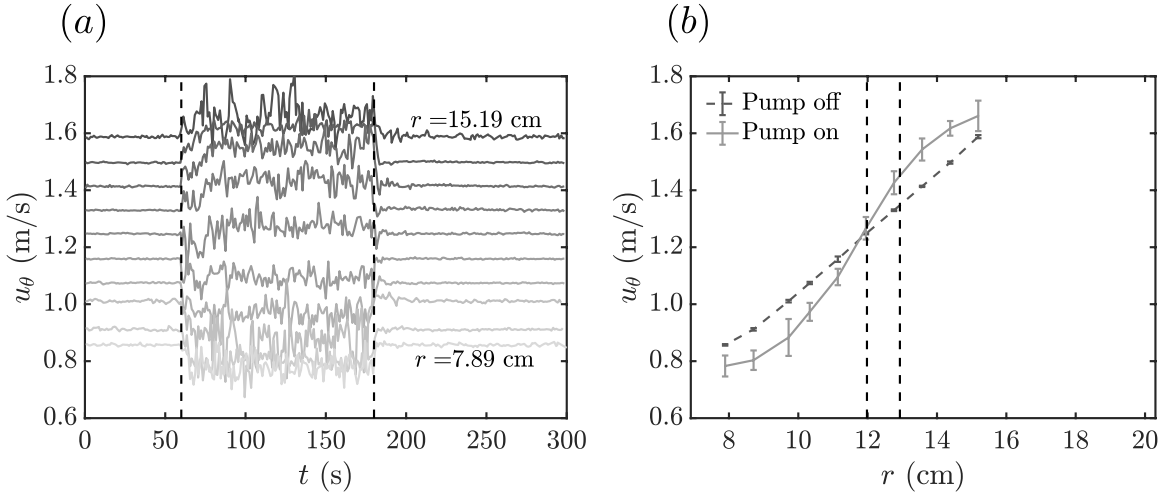 (a)
1.8
1.6
1.4
1.2
1.0
0.8
0.6
u_θ (m/s)
r =15.19 cm
r =7.89 cm
0 50 100 150 200 250 300
t (s)
(b)
1.8
1.6
1.4
1.2
1.0
0.8
0.6
u_θ (m/s)
Pump off
Pump on
8 10 12 14 16 18 20
r (cm)